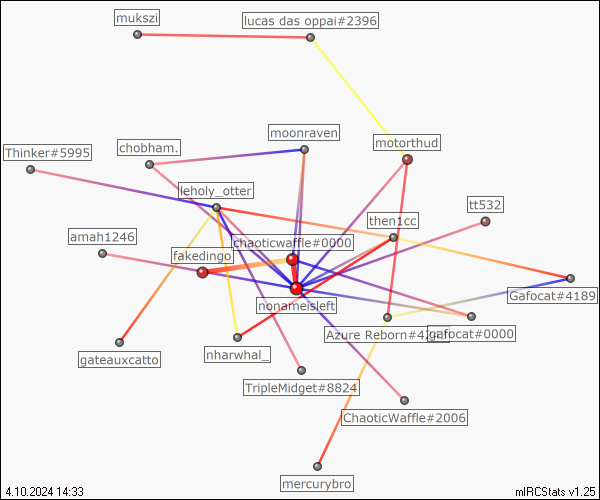 mukszi
lucas das oppai#2396
moonraven
motorthud
Thinker#5995
chobham.
leholy_otter
tt532
then1cc
amah1246
chaoticwaffle#0000
fakedingo
nonameisleft
Gafocat#4189
Azure Reborn#4
gafocat#0000
gateauxcatto
nharwhal_
TripleMidget#8824
ChaoticWaffle#2006
mercurybro
4.10.2024 14:33
mIRCStats v1.25